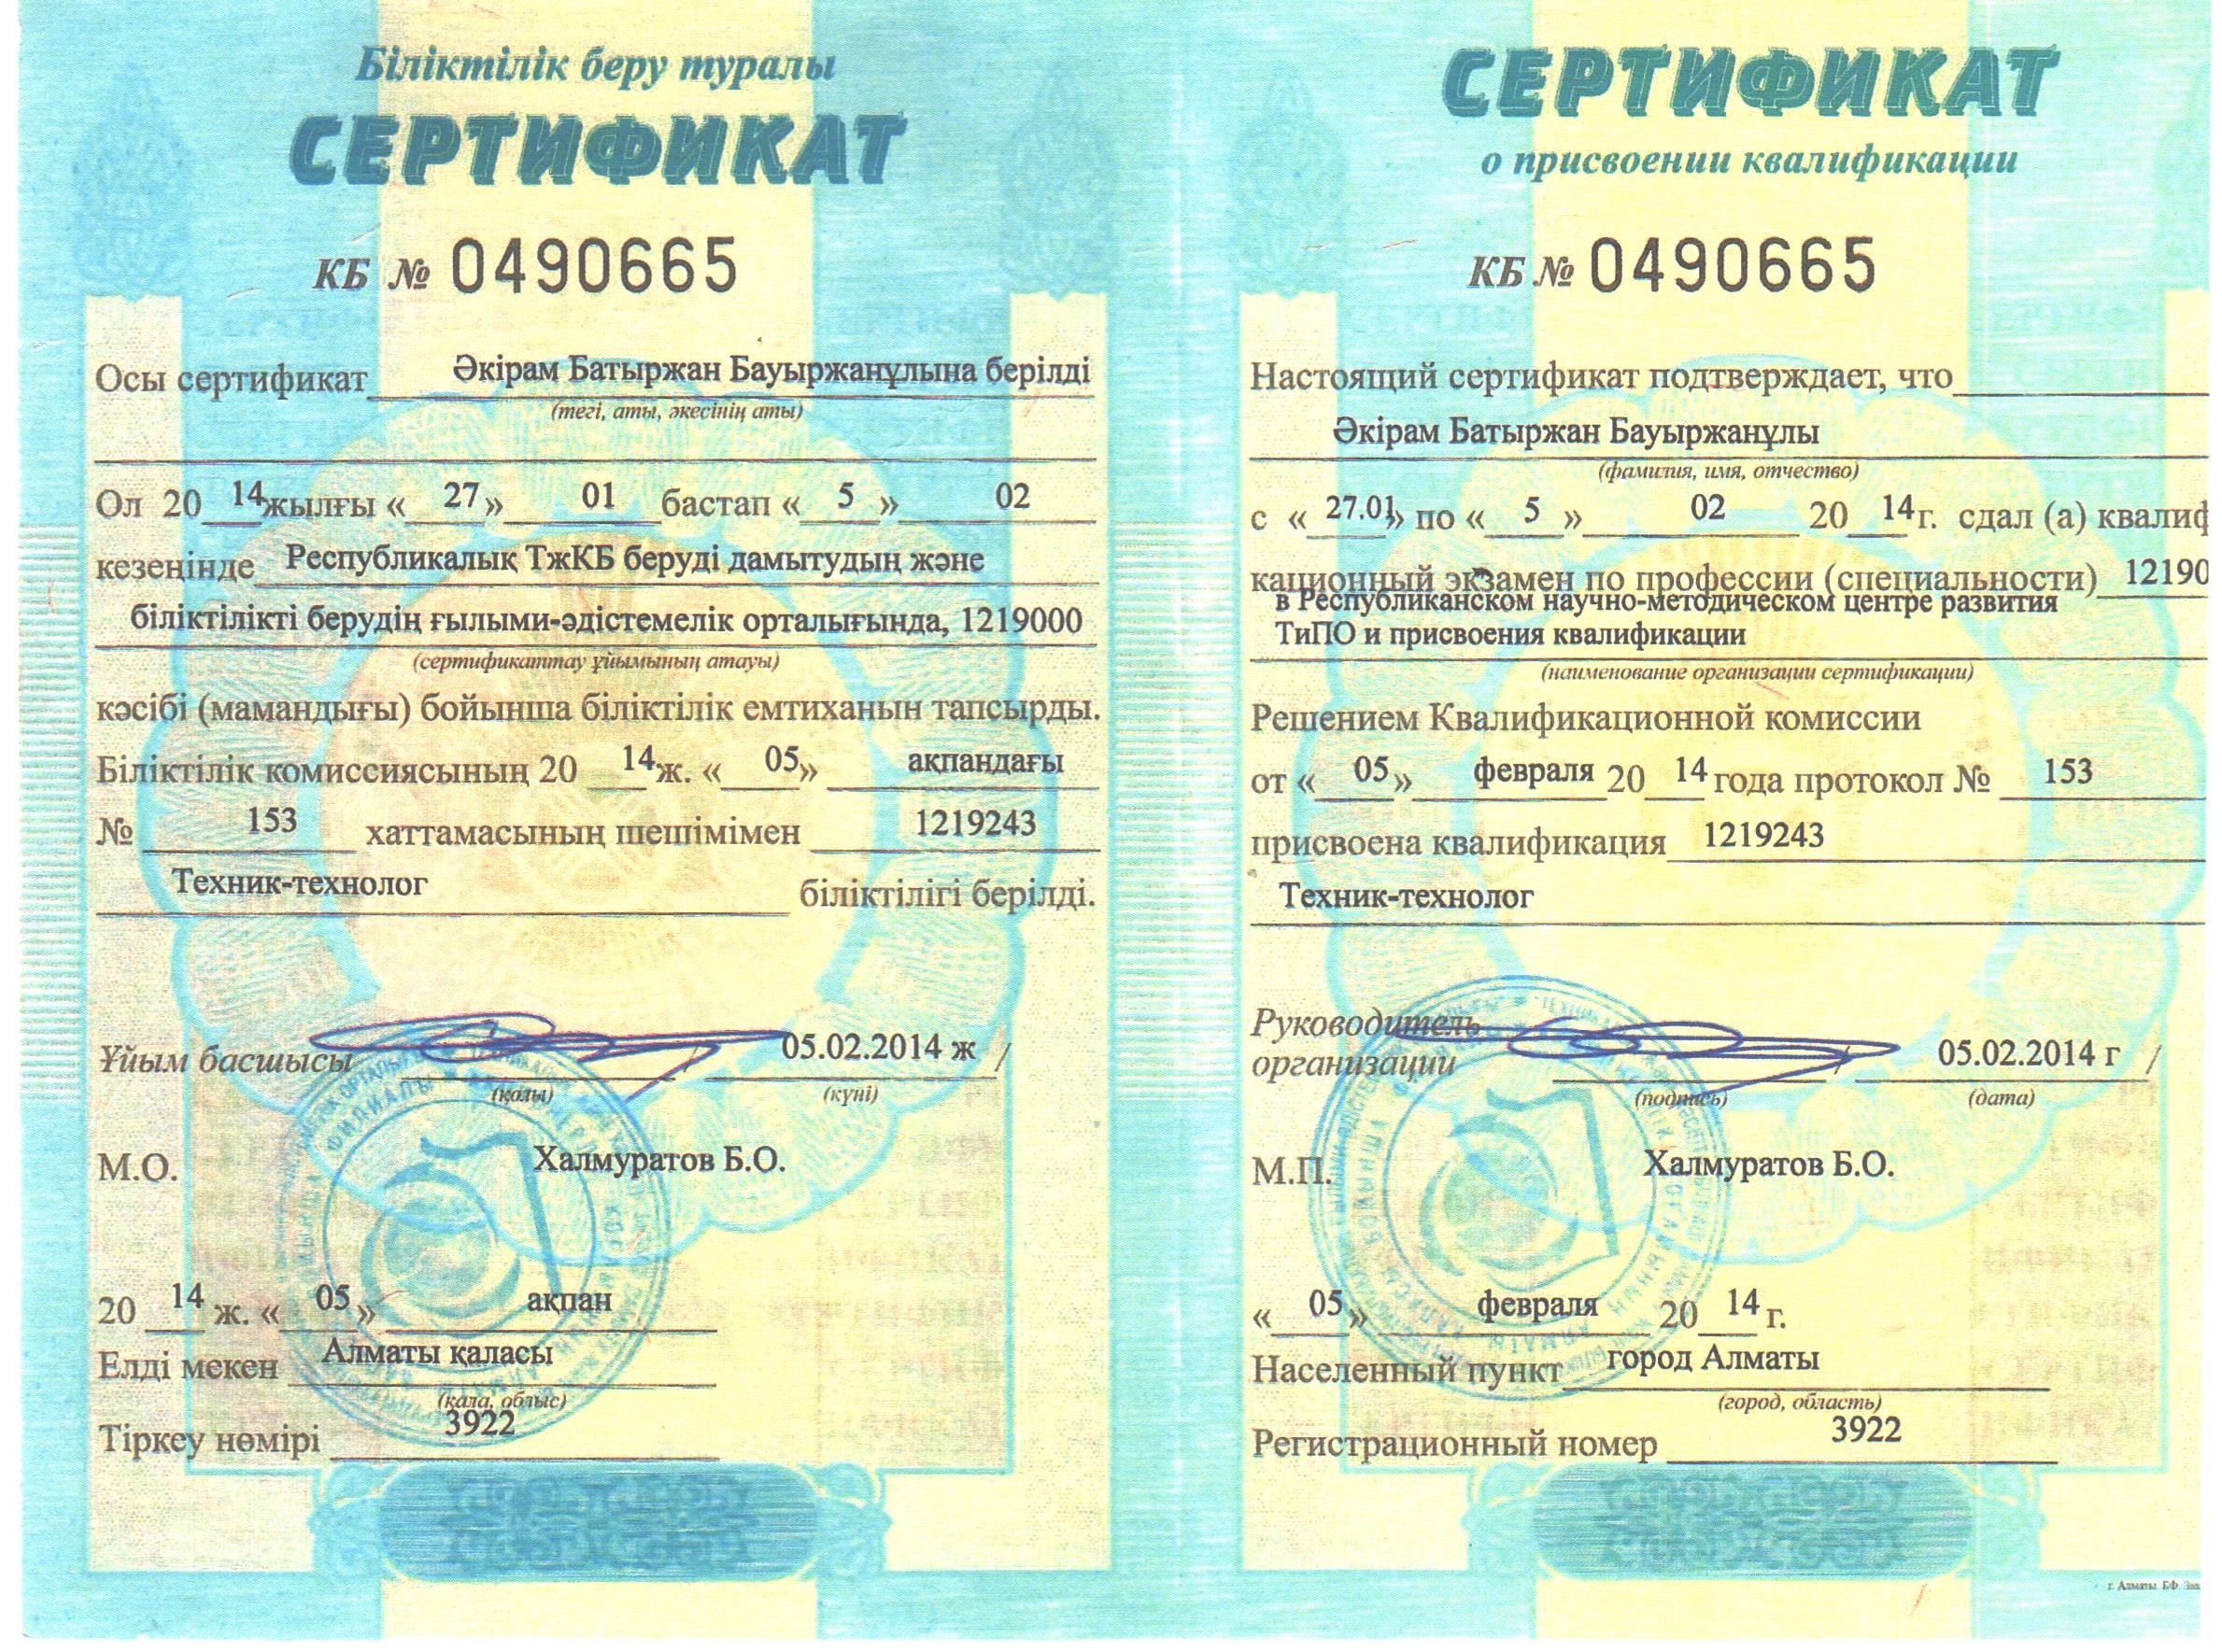 Біліктілік беру туралы
СЕРТИФИКАТ
КБ № 0490665
Осы сертификат Әкірам Батыржан Бауыржанұлына берілді
(тегі, аты, әкесінің аты)
Ол 20 14 жылғы « 27 » 01 бастап « 5 » 02
кезеңінде Республикалық ТжКБ беруді дамытудың және
біліктілікті берудің ғылыми-әдістемелік орталығында, 1219000
(сертификаттау ұйымының атауы)
кәсібі (мамандығы) бойынша біліктілік емтиханын тапсырды.
Біліктілік комиссиясының 20 14 ж. « 05 » ақпандағы
№ 153 хаттамасының шешімімен 1219243
Техник-технолог біліктілігі берілді.
Ұйым басшысы / 05.02.2014 ж /
(қолы) (күні)
М.О. Халмуратов Б.О.
20 14 ж. « 05 » ақпан
Елді мекен Алматы қаласы
(қала, облыс)
Тіркеу нөмірі 3922
СЕРТИФИКАТ
о присвоении квалификации
КБ № 0490665
Настоящий сертификат подтверждает, что
Әкірам Батыржан Бауыржанұлы
(фамилия, имя, отчество)
с « 27.01 » по « 5 » 02 20 14 г. сдал (а) квалиф
кационный экзамен по профессии (специальности) 12190
в Республиканском научно-методическом центре развития
ТиПО и присвоения квалификации
(наименование организации сертификации)
Решением Квалификационной комиссии
от « 05 » февраля 20 14 года протокол № 153
присвоена квалификация 1219243
Техник-технолог
Руководитель
организации / 05.02.2014 г /
(подпись) (дата)
М.П. Халмуратов Б.О.
« 05 » февраля 20 14 г.
Населенный пункт город Алматы
(город, область)
Регистрационный номер 3922
г. Алматы. БФ.